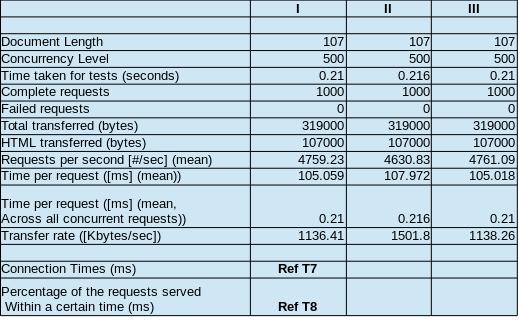 I II III
Document Length 107 107 107
Concurrency Level 500 500 500
Time taken for tests (seconds) 0.21 0.216 0.21
Complete requests 1000 1000 1000
Failed requests 0 0 0
Total transferred (bytes) 319000 319000 319000
HTML transferred (bytes) 107000 107000 107000
Requests per second [#/sec] (mean) 4759.23 4630.83 4761.09
Time per request ([ms] (mean)) 105.059 107.972 105.018
Time per request ([ms] (mean,
Across all concurrent requests)) 0.21 0.216 0.21
Transfer rate ([Kbytes/sec]) 1136.41 1501.8 1138.26
Connection Times (ms) Ref T7
Percentage of the requests served
Within a certain time (ms) Ref T8